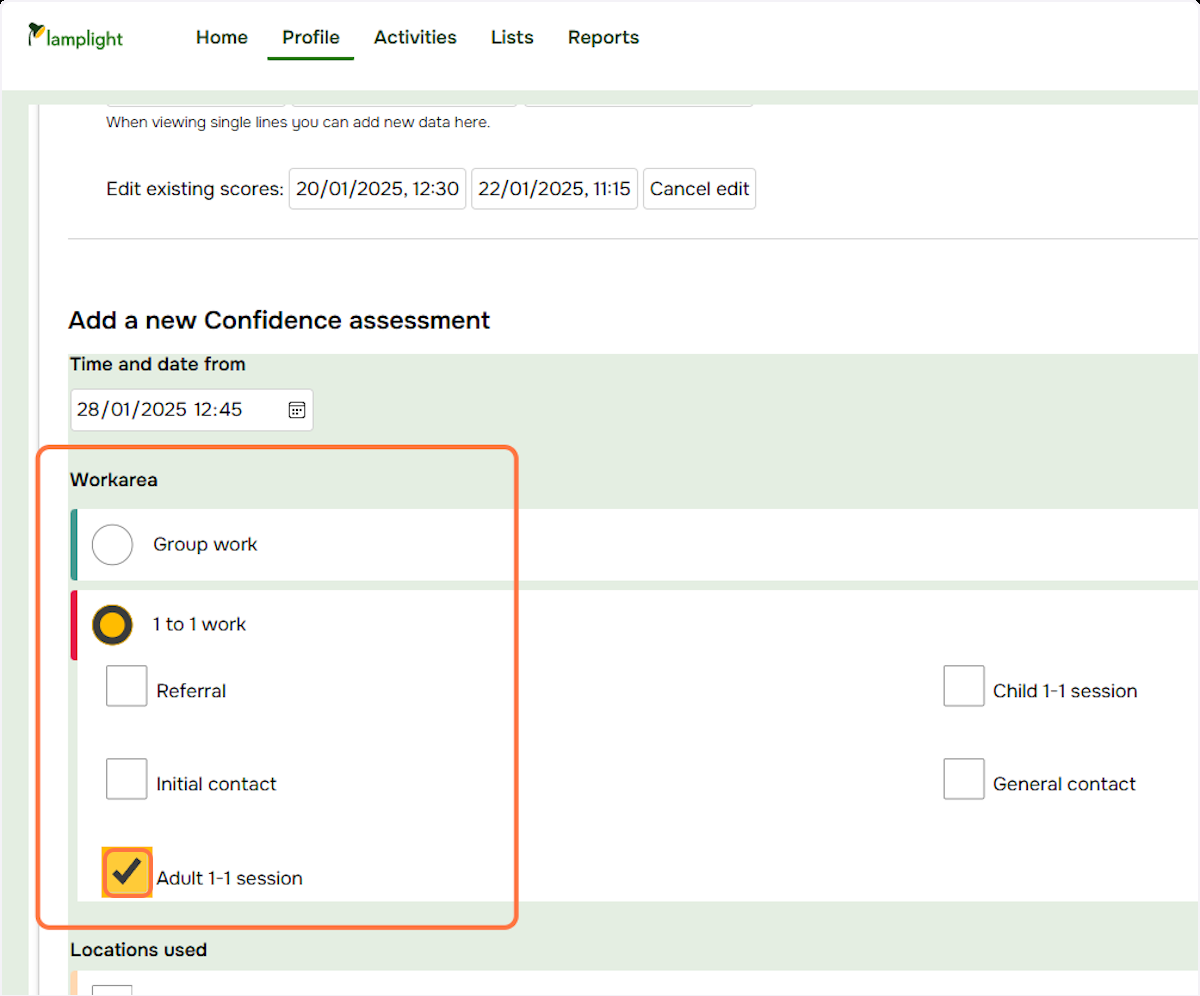 lamplight Home Profile Activities Lists Reports
When viewing single lines you can add new data here.
Edit existing scores: 20/01/2025, 12:30 22/01/2025, 11:15 Cancel edit
Add a new Confidence assessment
Time and date from
28/01/2025 12:45
Workarea
Group work
1 to 1 work
Referral Child 1-1 session
Initial contact General contact
Adult 1-1 session
Locations used